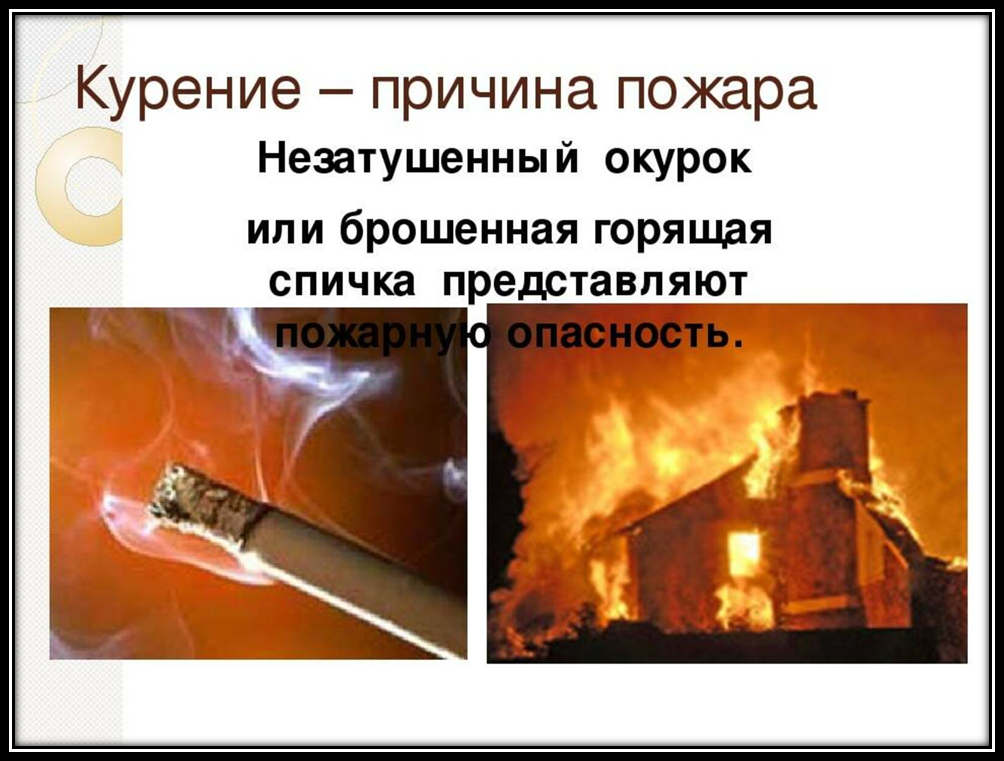 Курение – причина пожара
Незатушенный окурок
или брошенная горящая
спичка представляют
пожарную опасность.